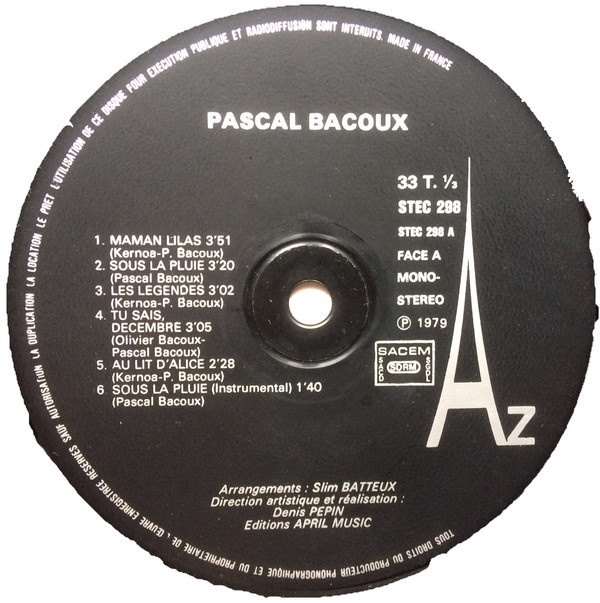 TOUS DROITS DU PRODUCTEUR PHONOGRAPHIQUE ET DU PROPRIETAIRE DE L'ŒUVRE ENREGISTREE RESERVES SAUF AUTORISATION LA DUPLICATION LA LOCATION LE PRET L'UTILISATION DE CE DISQUE POUR EXECUTION PUBLIQUE ET RADIODIFFUSION SONT INTERDITS. MADE IN FRANCE
PASCAL BACOUX
33 T. ⅓
STEC 298
STEC 298 A
FACE A
MONO-
STEREO
Ⓟ 1979
1. MAMAN LILAS 3'51
(Kernoa-P. Bacoux)
2. SOUS LA PLUIE 3'20
(Pascal Bacoux)
3. LES LEGENDES 3'02
(Kernoa-P. Bacoux)
4. TU SAIS,
DECEMBRE 3'05
(Olivier Bacoux-
Pascal Bacoux)
5. AU LIT D'ALICE 2'28
(Kernoa-P. Bacoux)
6 SOUS LA PLUIE (Instrumental) 1'40
(Pascal Bacoux)
SACEM
SACD
SDRM
SGDL
AZ
Arrangements : Slim BATTEUX
Direction artistique et réalisation :
Denis PEPIN
Editions APRIL MUSIC